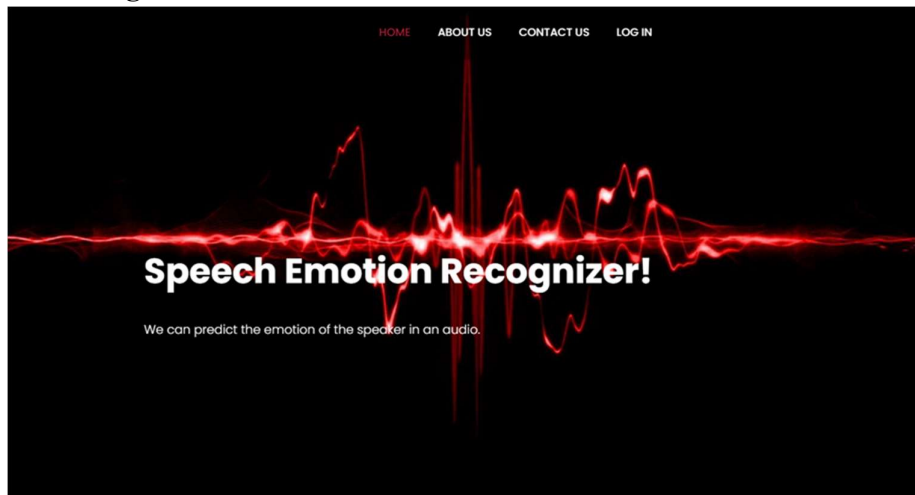 HOME ABOUT US CONTACT US LOG IN
Speech Emotion Recognizer!
We can predict the emotion of the speaker in an audio.